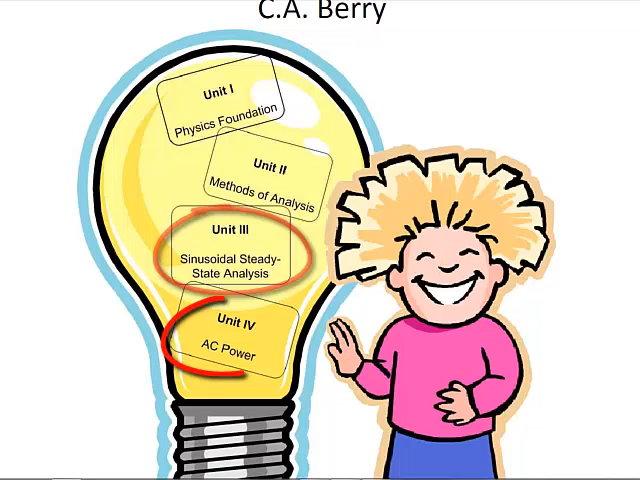 C.A. Berry
Unit I
Physics Foundation
Unit II
Methods of Analysis
Unit III
Sinusoidal Steady-
State Analysis
Unit IV
AC Power